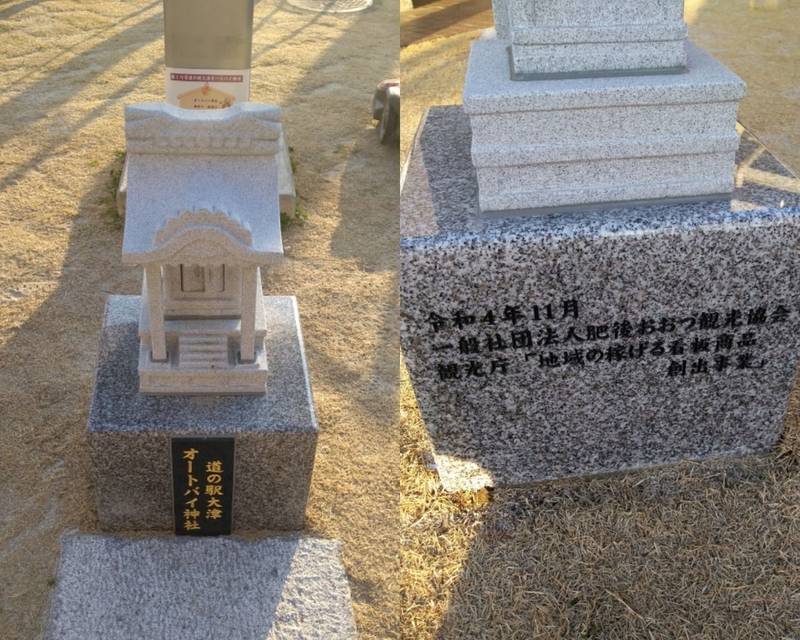 道の駅大津
オートバイ神社
令和4年11月
一般社団法人肥後おおづ観光協会
観光庁「地域の稼げる看板商品
創出事業」